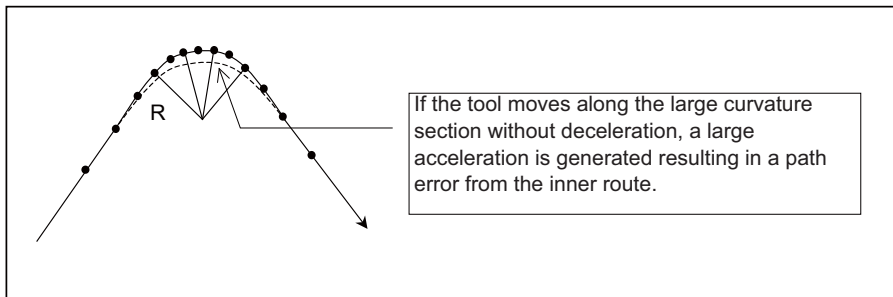 R
If the tool moves along the large curvature
section without deceleration, a large
acceleration is generated resulting in a path
error from the inner route.